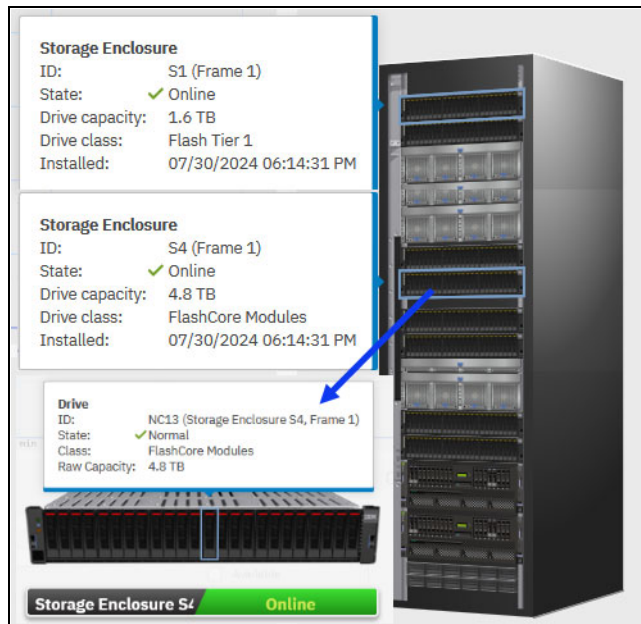 Storage Enclosure
ID: S1 (Frame 1)
State: Online
Drive capacity: 1.6 TB
Drive class: Flash Tier 1
Installed: 07/30/2024 06:14:31 PM
Storage Enclosure
ID: S4 (Frame 1)
State: Online
Drive capacity: 4.8 TB
Drive class: FlashCore Modules
Installed: 07/30/2024 06:14:31 PM
Drive
ID: NC13 (Storage Enclosure S4, Frame 1)
State: Normal
Class: FlashCore Modules
Raw Capacity: 4.8 TB
Storage Enclosure S4 Online